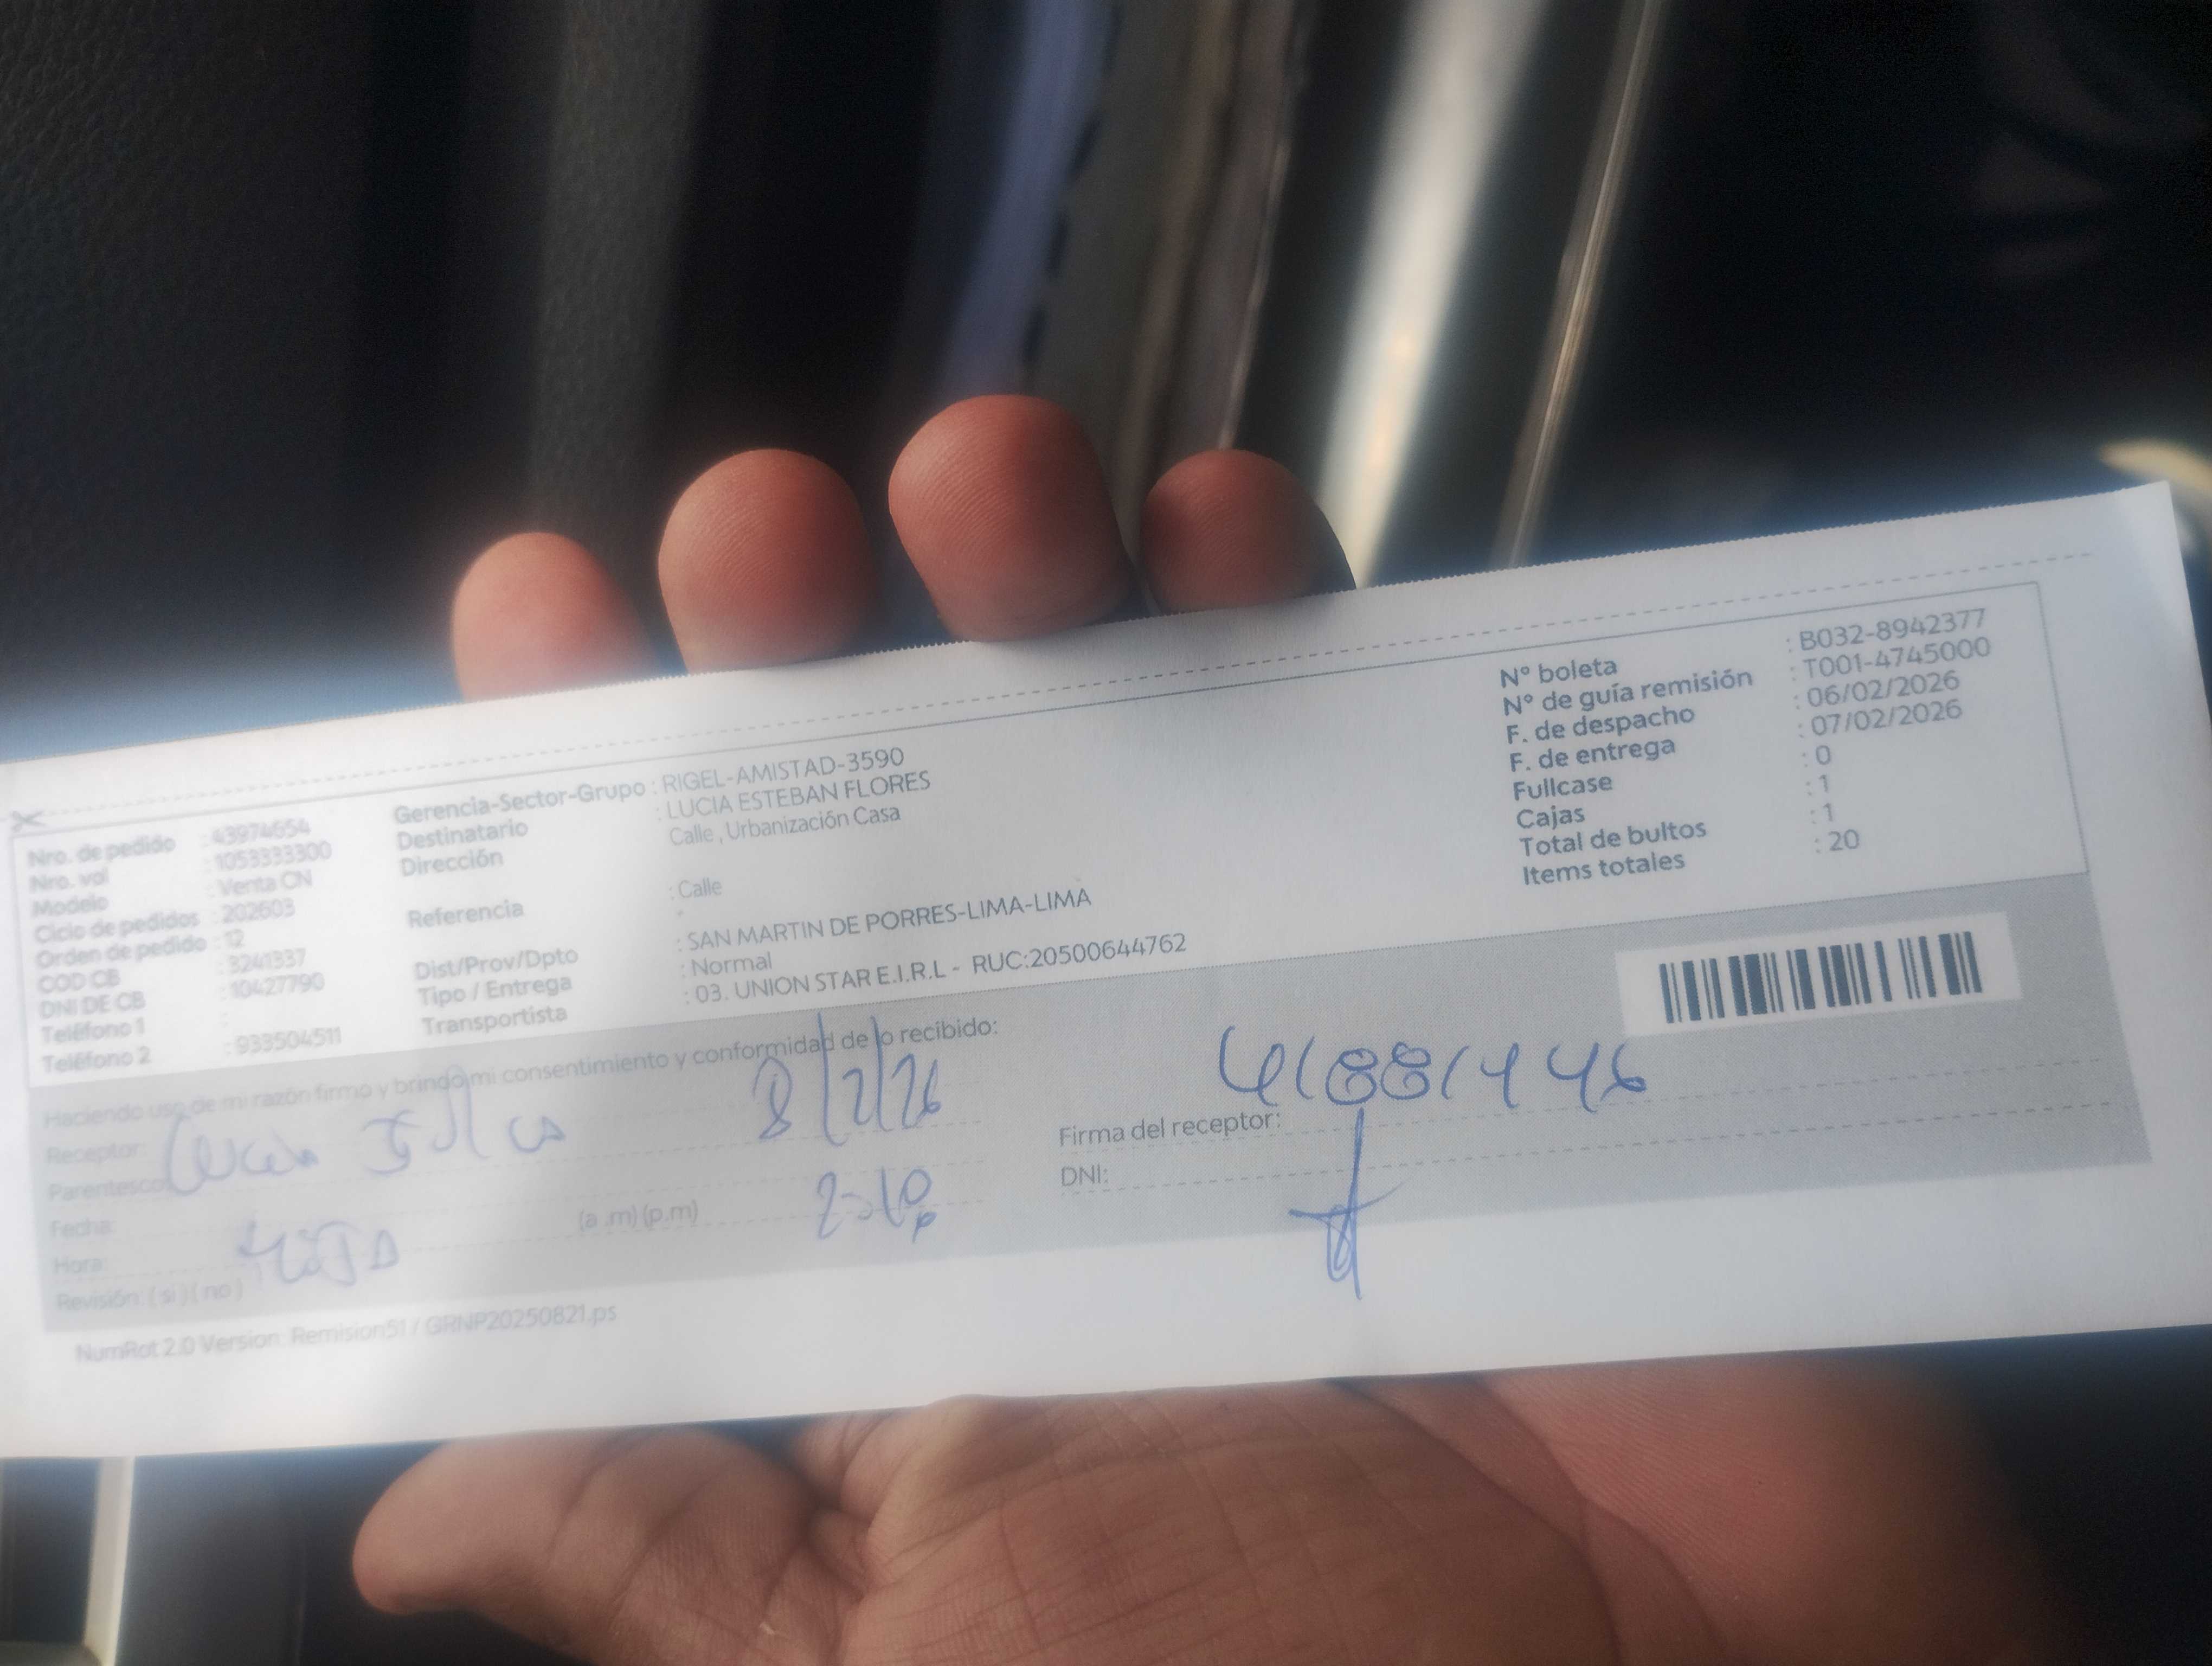 Nro. de pedido : 43974654
Nro. vol : 1053333300
Modelo : Venta CN
Ciclo de pedidos : 202603
Orden de pedido : 12
COD CB : 3241337
DNI DE CB : 10427790
Teléfono 1 :
Teléfono 2 : 933504511
Gerencia-Sector-Grupo : RIGEL-AMISTAD-3590
Destinatario : LUCIA ESTEBAN FLORES
Dirección Calle , Urbanización Casa
Referencia : Calle
Dist/Prov/Dpto : SAN MARTIN DE PORRES-LIMA-LIMA
Tipo / Entrega : Normal
Transportista : 03. UNION STAR E.I.R.L - RUC:20500644762
Nº boleta : B032-8942377
Nº de guía remisión : T001-4745000
F. de despacho : 06/02/2026
F. de entrega : 07/02/2026
Fullcase : 0
Cajas : 1
Total de bultos : 1
Items totales : 20
Haciendo uso de mi razón firmo y brindo mi consentimiento y conformidad de lo recibido:
Receptor:
8/2/26
Parentesco:
Fecha:
Hora: (a .m) (p.m)
Revisión: ( si ) ( no )
Firma del receptor:
DNI:
NumRot 2.0 Version: Remision51 / GRNP20250821.ps